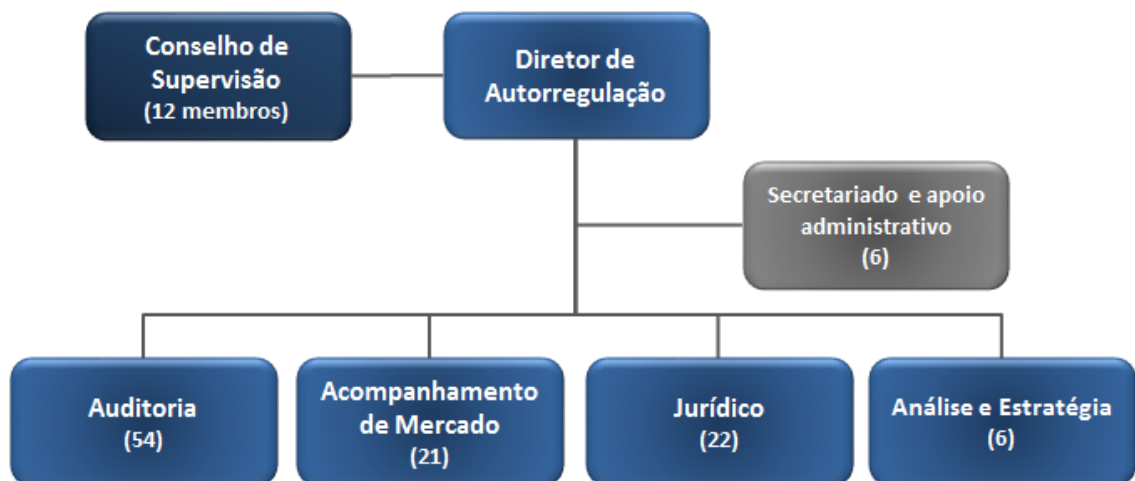 Conselho de
Supervisão
(12 membros)
Diretor de
Autorregulação
Secretariado e apoio
administrativo
(6)
Auditoria
(54)
Acompanhamento
de Mercado
(21)
Jurídico
(22)
Análise e Estratégia
(6)